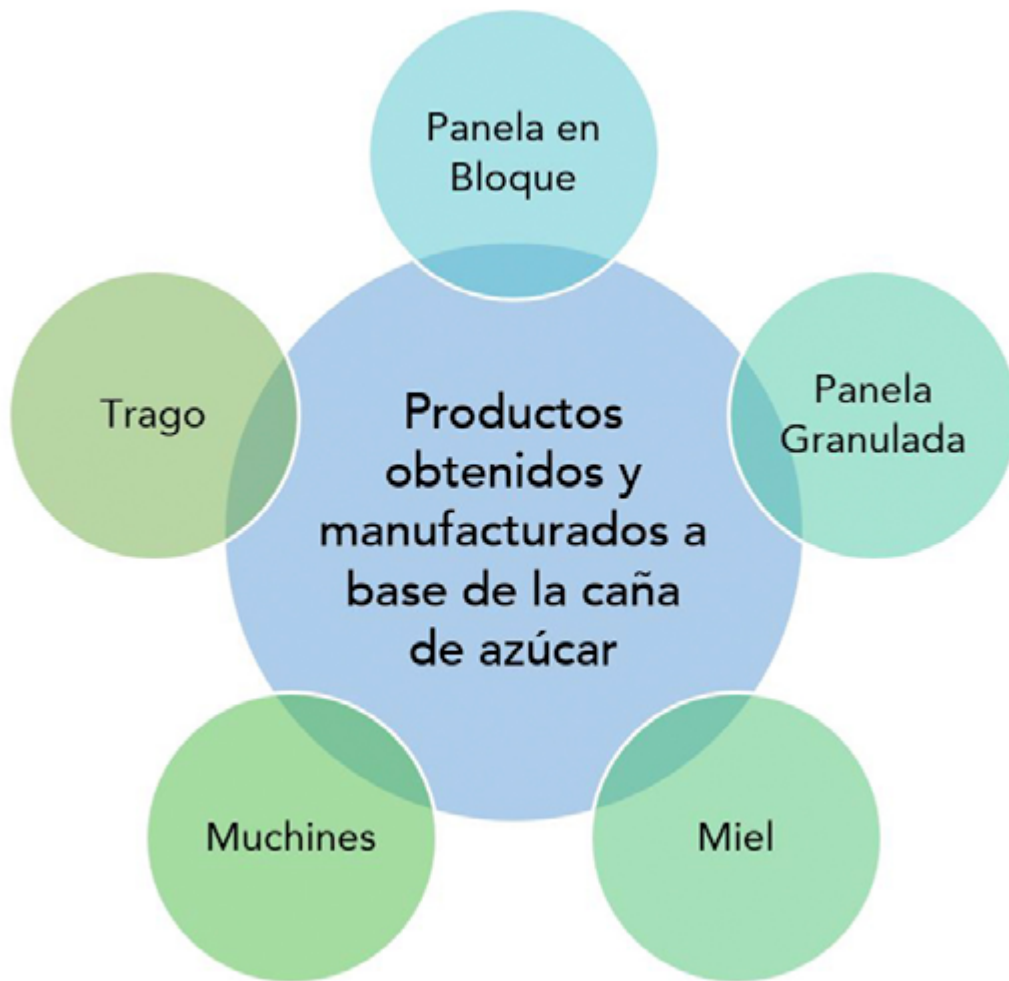 Panela en
Bloque
Trago
Panela
Granulada
Productos
obtenidos y
manufacturados a
base de la caña
de azúcar
Muchines
Miel